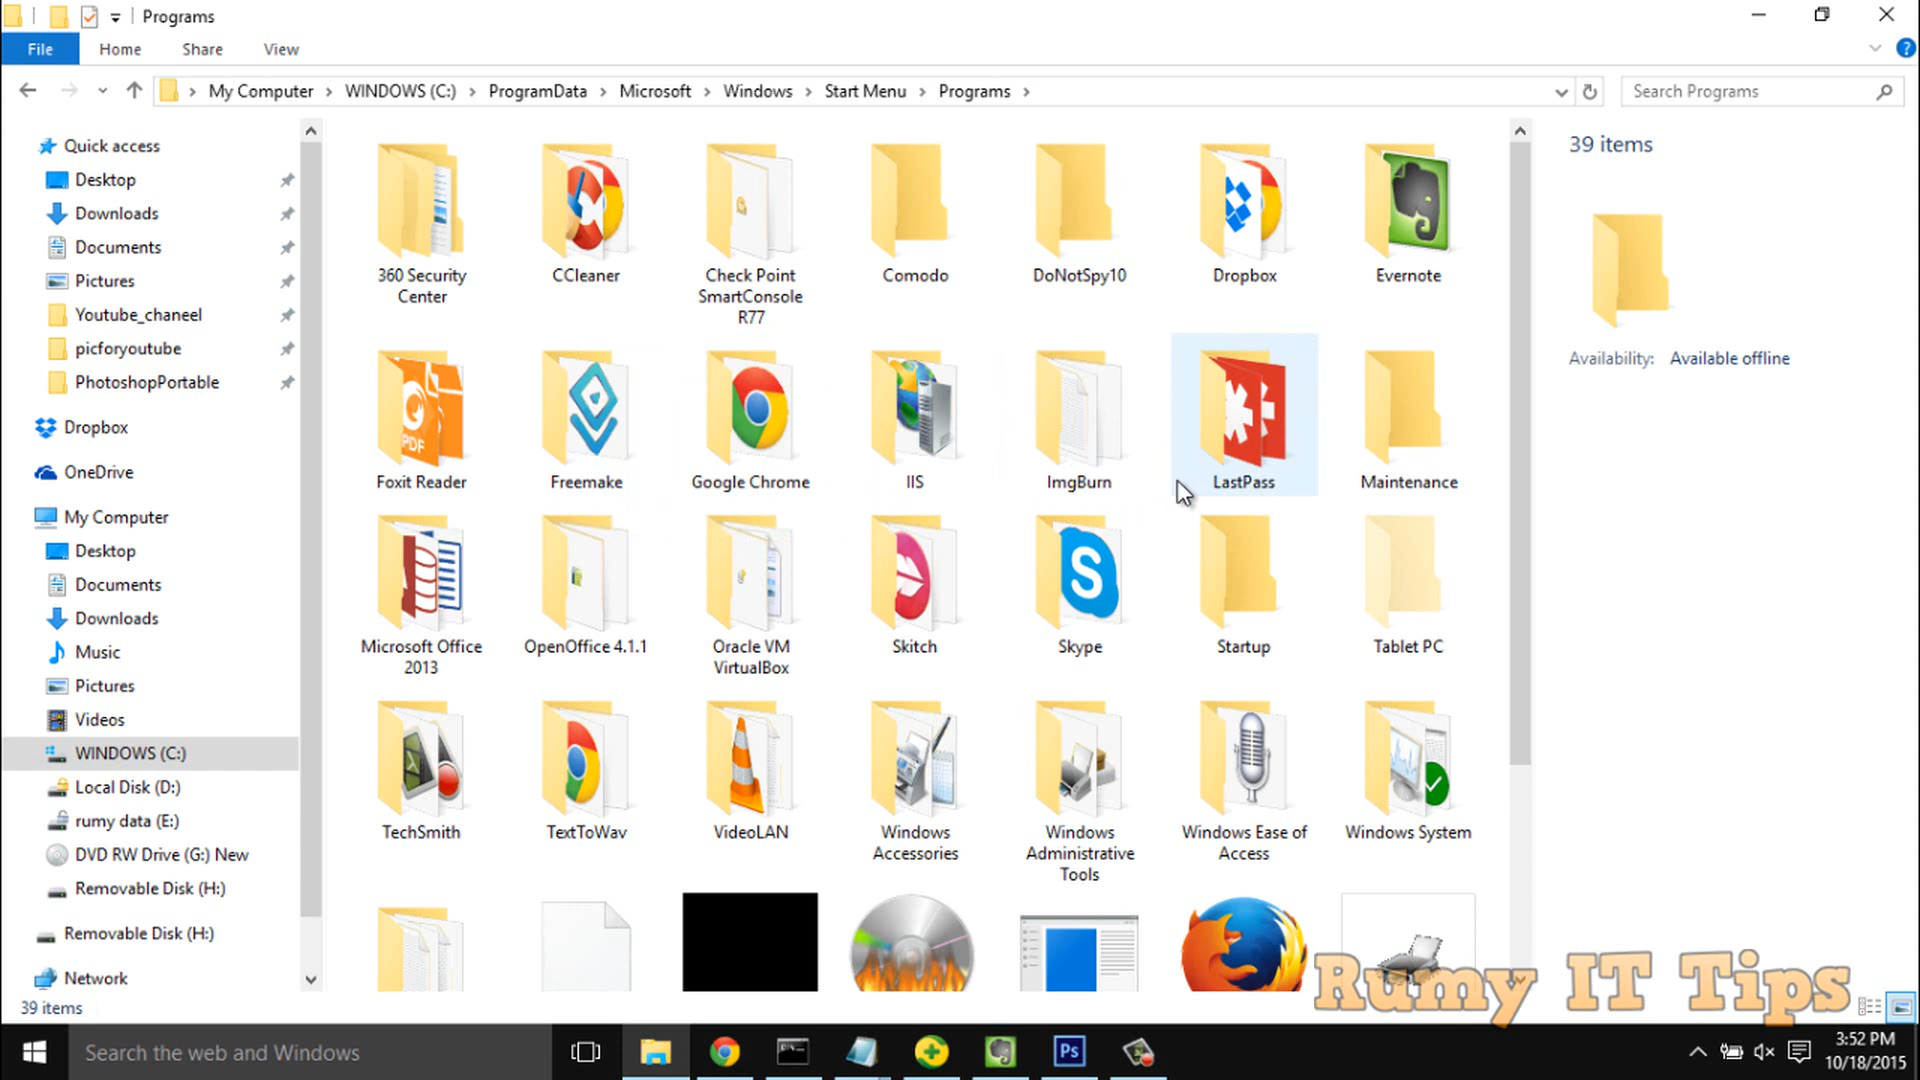 Programs
File Home Share View
My Computer WINDOWS (C:) ProgramData Microsoft Windows Start Menu Programs
Search Programs
Quick access
Desktop
Downloads
Documents
Pictures
Youtube_chaneel
picforyoutube
PhotoshopPortable
Dropbox
OneDrive
My Computer
Desktop
Documents
Downloads
Music
Pictures
Videos
WINDOWS (C:)
Local Disk (D:)
rumy data (E:)
DVD RW Drive (G:) New
Removable Disk (H:)
Removable Disk (H:)
Network
39 items
360 Security
Center
CCleaner
Check Point
SmartConsole
R77
Comodo
DoNotSpy10
Dropbox
Evernote
PDF
Foxit Reader
Freemake
Google Chrome
IIS
ImgBurn
LastPass
Maintenance
Microsoft Office
2013
OpenOffice 4.1.1
Oracle VM
VirtualBox
Skitch
S
Skype
Startup
Tablet PC
TechSmith
TextToWav
VideoLAN
Windows
Accessories
Windows
Administrative
Tools
Windows Ease of
Access
Windows System
39 items
Availability: Available offline
Rumy IT Tips
Search the web and Windows
Ps
3:52 PM
10/18/2015